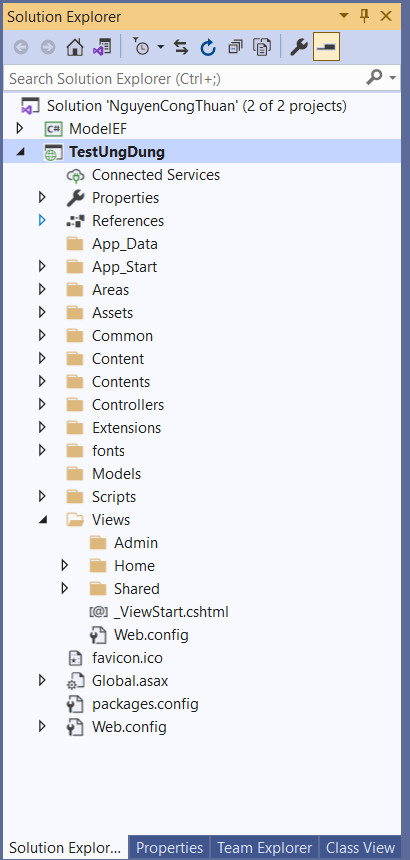 Solution Explorer
Search Solution Explorer (Ctrl+;)
Solution 'NguyenCongThuan' (2 of 2 projects)
C# ModelEF
TestUngDung
Connected Services
Properties
References
App_Data
App_Start
Areas
Assets
Common
Content
Contents
Controllers
Extensions
fonts
Models
Scripts
Views
Admin
Home
Shared
[@] _ViewStart.cshtml
Web.config
favicon.ico
Global.asax
packages.config
Web.config
Solution Explor... Properties Team Explorer Class View